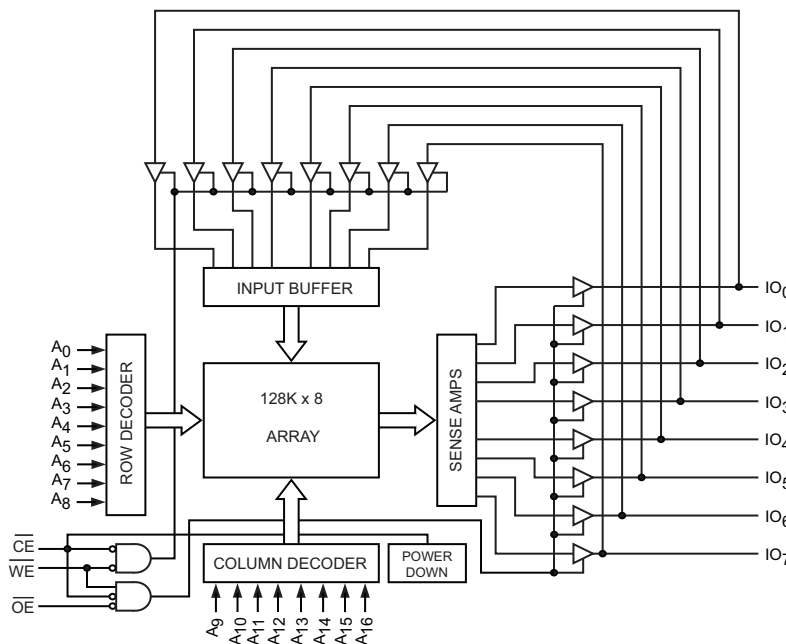 INPUT BUFFER
IO0
IO1
IO2
IO3
IO4
IO5
IO6
IO7
A0
A1
A2
A3
A4
A5
A6
A7
A8
ROW DECODER
128K x 8
ARRAY
SENSE AMPS
CE
WE
OE
COLUMN DECODER
POWER
DOWN
A9
A10
A11
A12
A13
A14
A15
A16